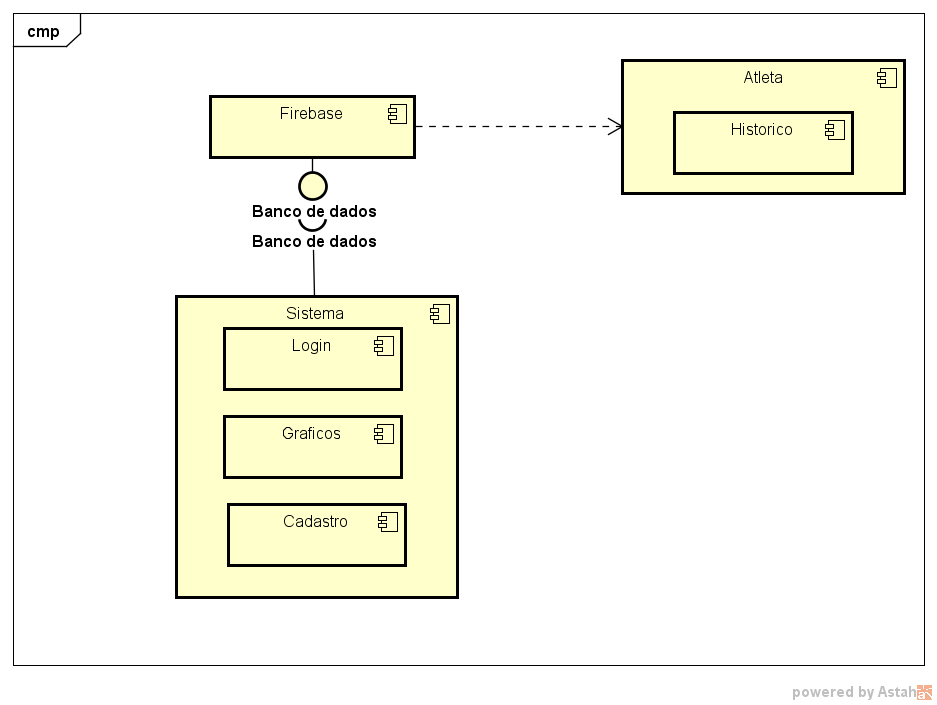 cmp
Atleta
Historico
Firebase
Banco de dados
Banco de dados
Sistema
Login
Graficos
Cadastro
powered by Astah